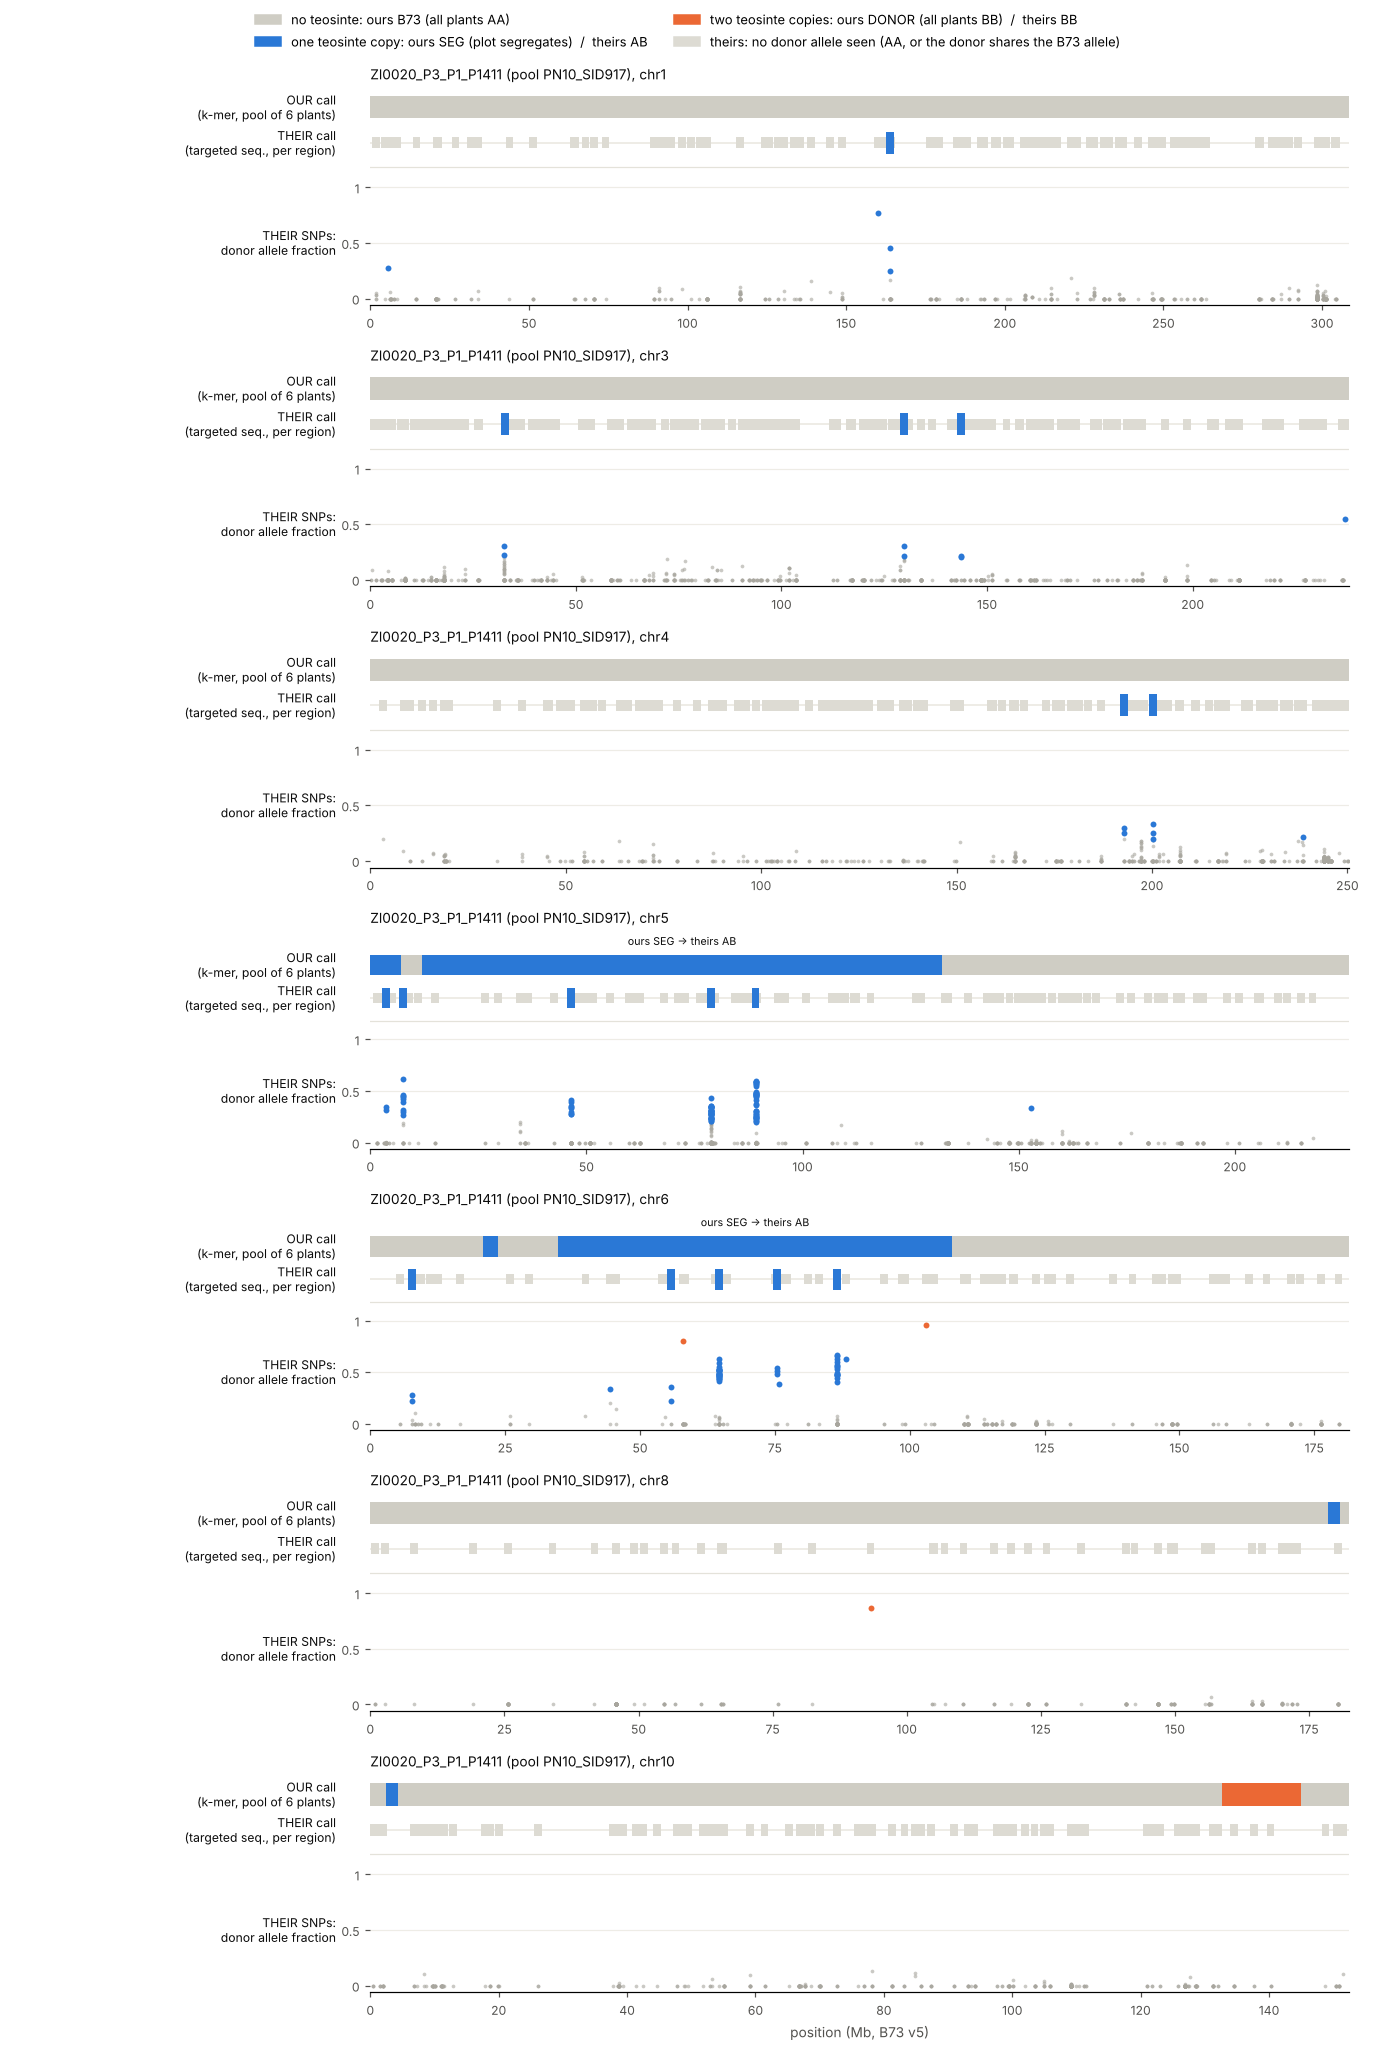 no teosinte: ours B73 (all plants AA)
two teosinte copies: ours DONOR (all plants BB) / theirs BB
one teosinte copy: ours SEG (plot segregates) / theirs AB
theirs: no donor allele seen (AA, or the donor shares the B73 allele)
ZI0020_P3_P1_P1411 (pool PN10_SID917), chr1
OUR call
(k-mer, pool of 6 plants)
THEIR call
(targeted seq., per region)
1
THEIR SNPs:
donor allele fraction
0.5
0
0 50 100 150 200 250 300
ZI0020_P3_P1_P1411 (pool PN10_SID917), chr3
OUR call
(k-mer, pool of 6 plants)
THEIR call
(targeted seq., per region)
1
THEIR SNPs:
donor allele fraction
0.5
0
0 50 100 150 200
ZI0020_P3_P1_P1411 (pool PN10_SID917), chr4
OUR call
(k-mer, pool of 6 plants)
THEIR call
(targeted seq., per region)
1
THEIR SNPs:
donor allele fraction
0.5
0
0 50 100 150 200 250
ZI0020_P3_P1_P1411 (pool PN10_SID917), chr5
ours SEG → theirs AB
OUR call
(k-mer, pool of 6 plants)
THEIR call
(targeted seq., per region)
1
THEIR SNPs:
donor allele fraction
0.5
0
0 50 100 150 200
ZI0020_P3_P1_P1411 (pool PN10_SID917), chr6
ours SEG → theirs AB
OUR call
(k-mer, pool of 6 plants)
THEIR call
(targeted seq., per region)
1
THEIR SNPs:
donor allele fraction
0.5
0
0 25 50 75 100 125 150 175
ZI0020_P3_P1_P1411 (pool PN10_SID917), chr8
OUR call
(k-mer, pool of 6 plants)
THEIR call
(targeted seq., per region)
1
THEIR SNPs:
donor allele fraction
0.5
0
0 25 50 75 100 125 150 175
ZI0020_P3_P1_P1411 (pool PN10_SID917), chr10
OUR call
(k-mer, pool of 6 plants)
THEIR call
(targeted seq., per region)
1
THEIR SNPs:
donor allele fraction
0.5
0
0 20 40 60 80 100 120 140
position (Mb, B73 v5)